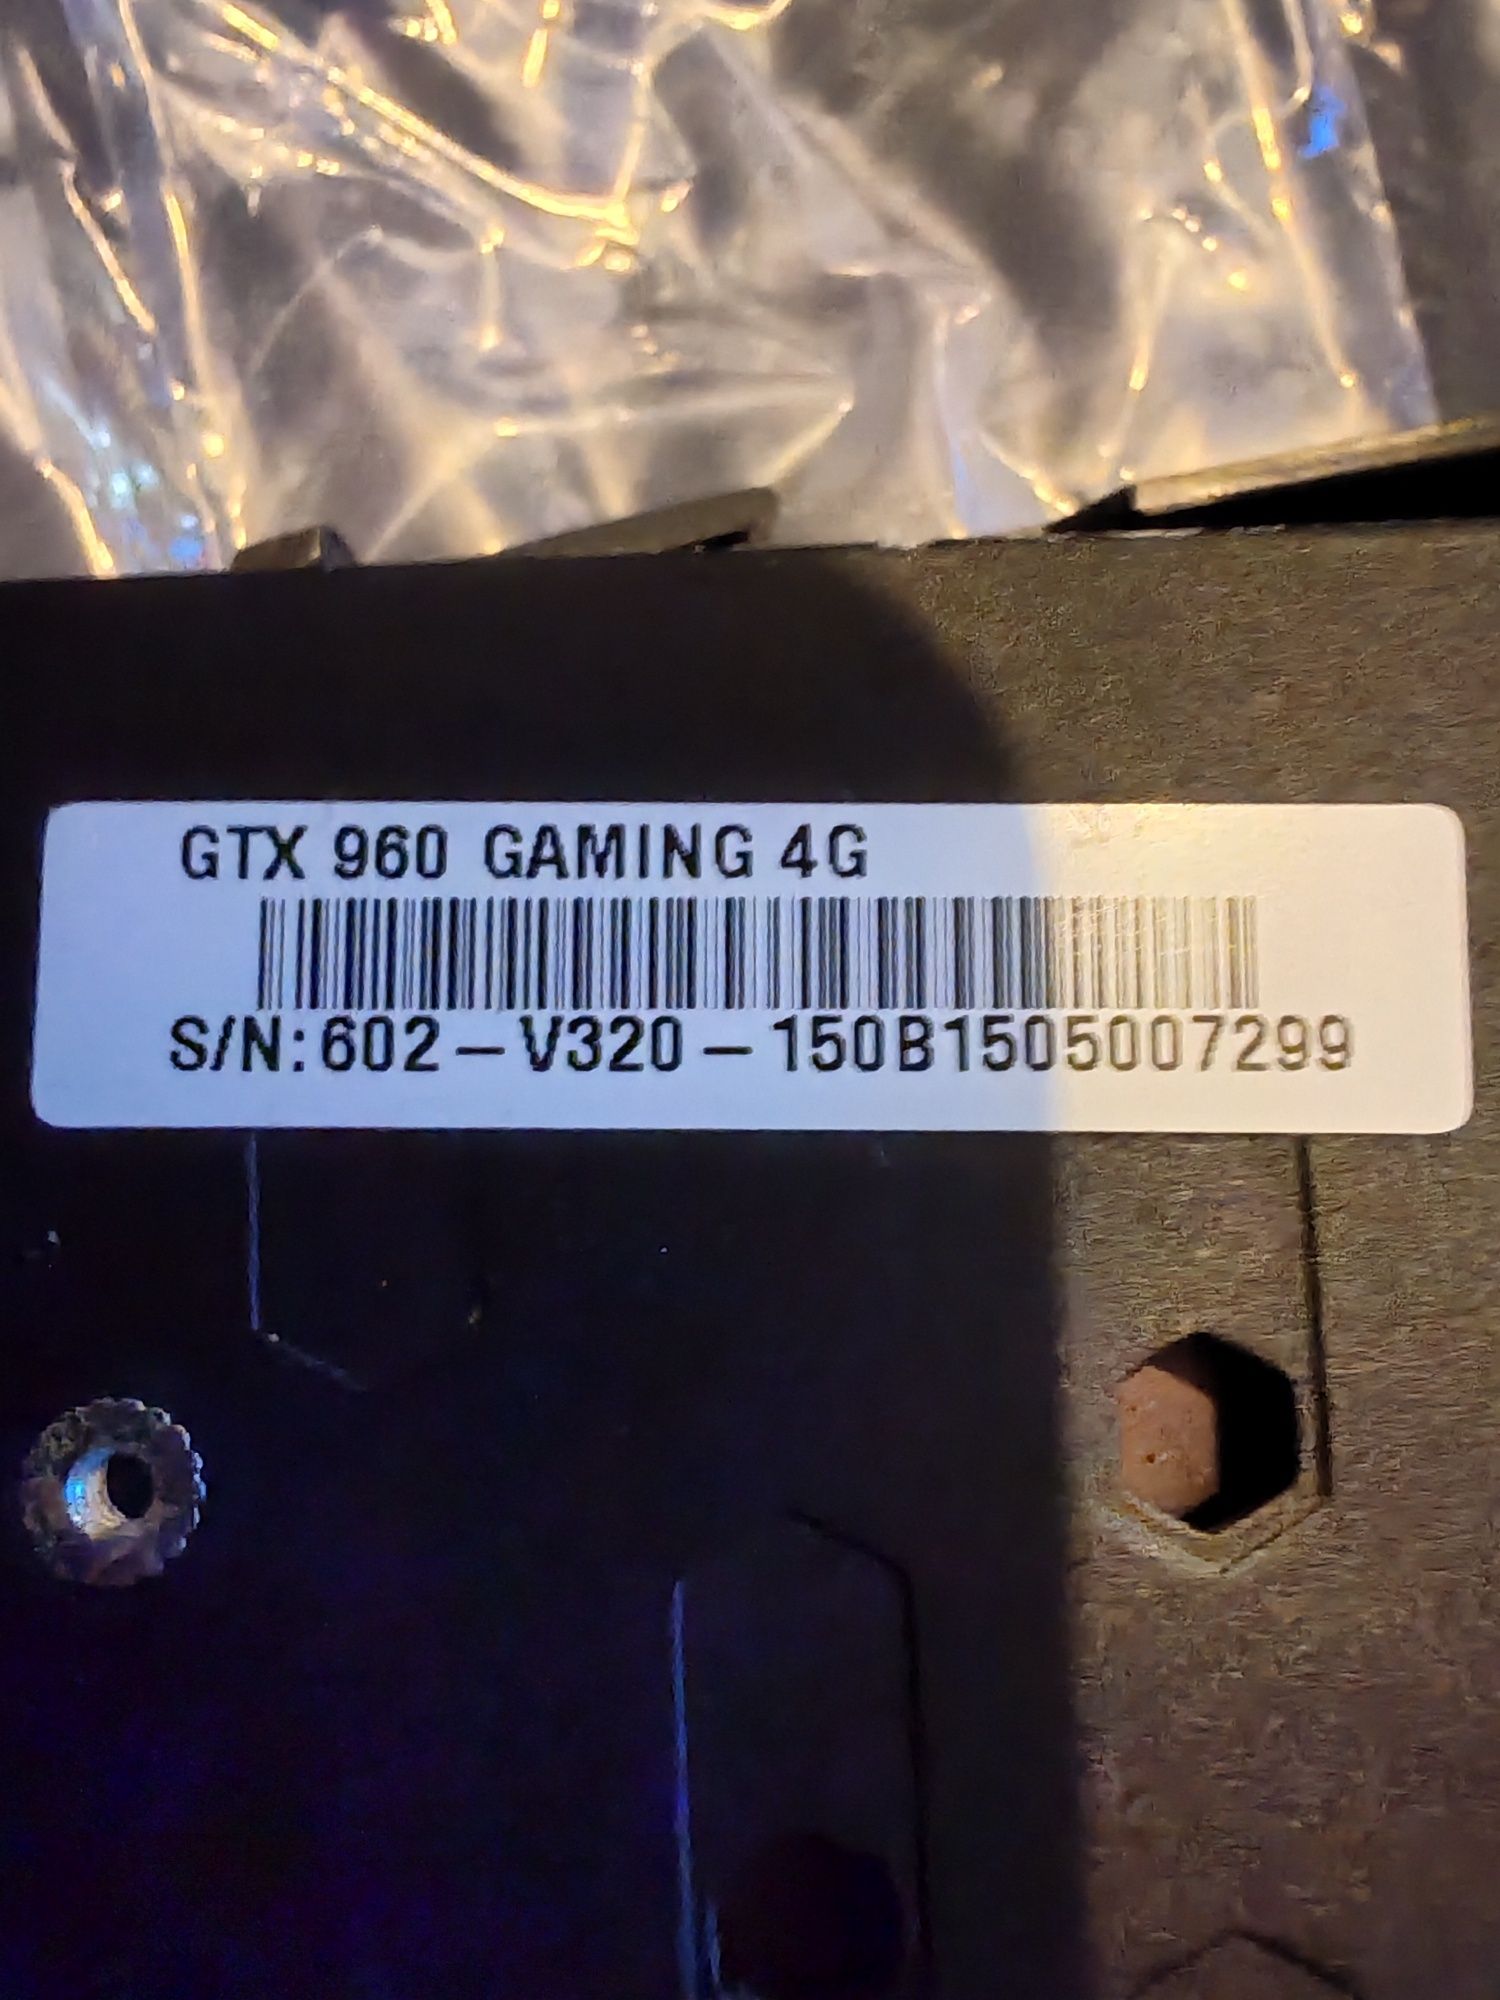 GTX 960 GAMING 4G
S/N:602-V320-150B1505007299